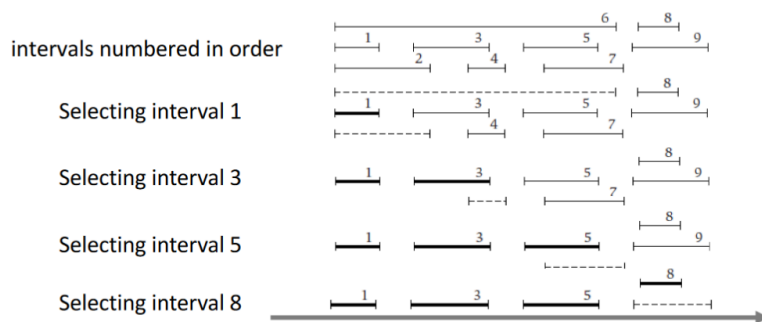 6 8
intervals numbered in order 1 3 5 9
2 4 7
8
Selecting interval 1 1 3 5 9
4 7
8
Selecting interval 3 1 3 5 9
7
8
Selecting interval 5 1 3 5 9
8
Selecting interval 8 1 3 5